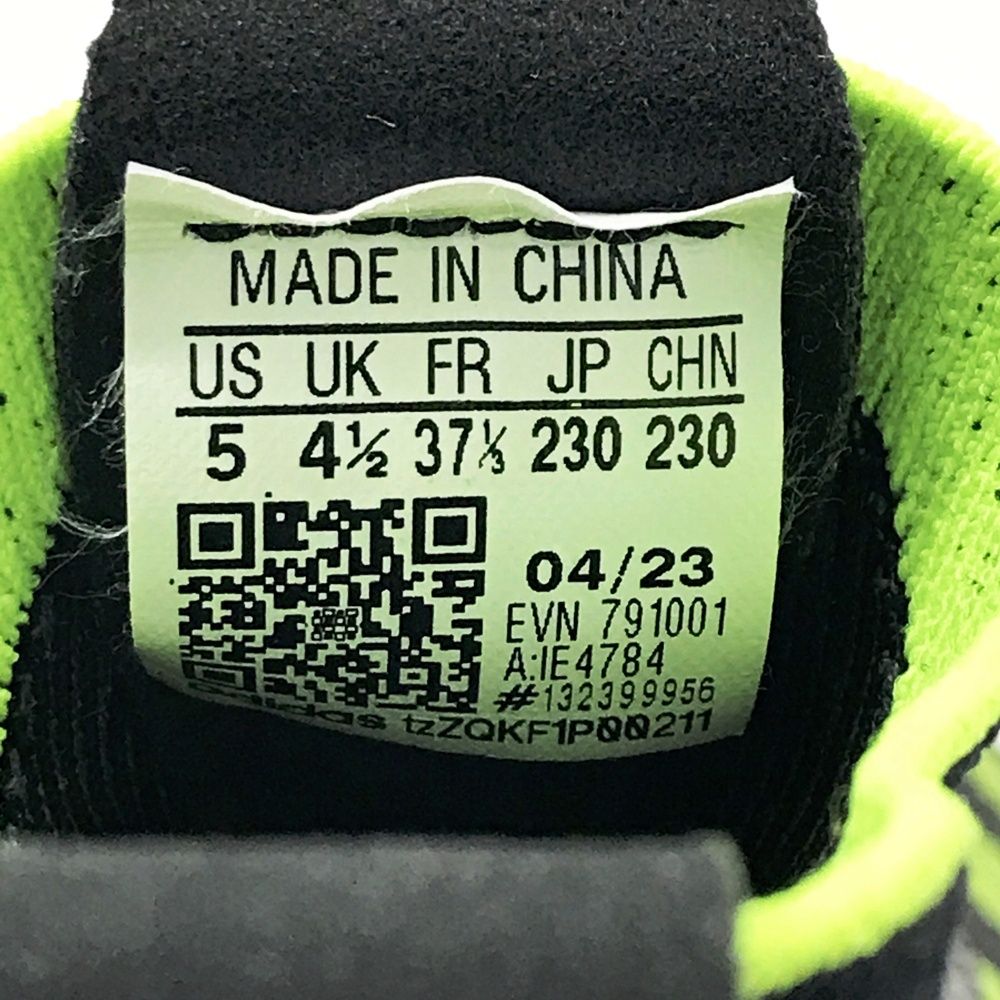 MADE IN CHINA
US UK FR JP CHN
5 4½ 37⅓ 230 230
04/23
EVN 791001
A:IE4784
#132399956
adidas tzZQKF1P00211